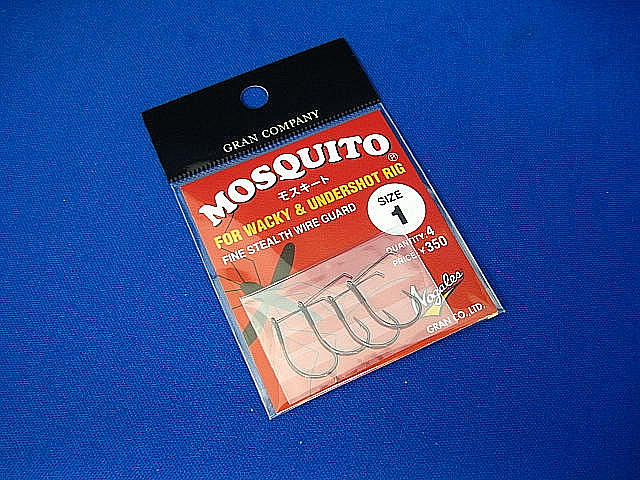 GRAN COMPANY
MOSQUITO®
モスキート
FOR WACKY & UNDERSHOT RIG
FINE STEALTH WIRE GUARD
SIZE
1
QUANTITY:4
PRICE:¥350
Nogales
GRAN CO.,LTD.